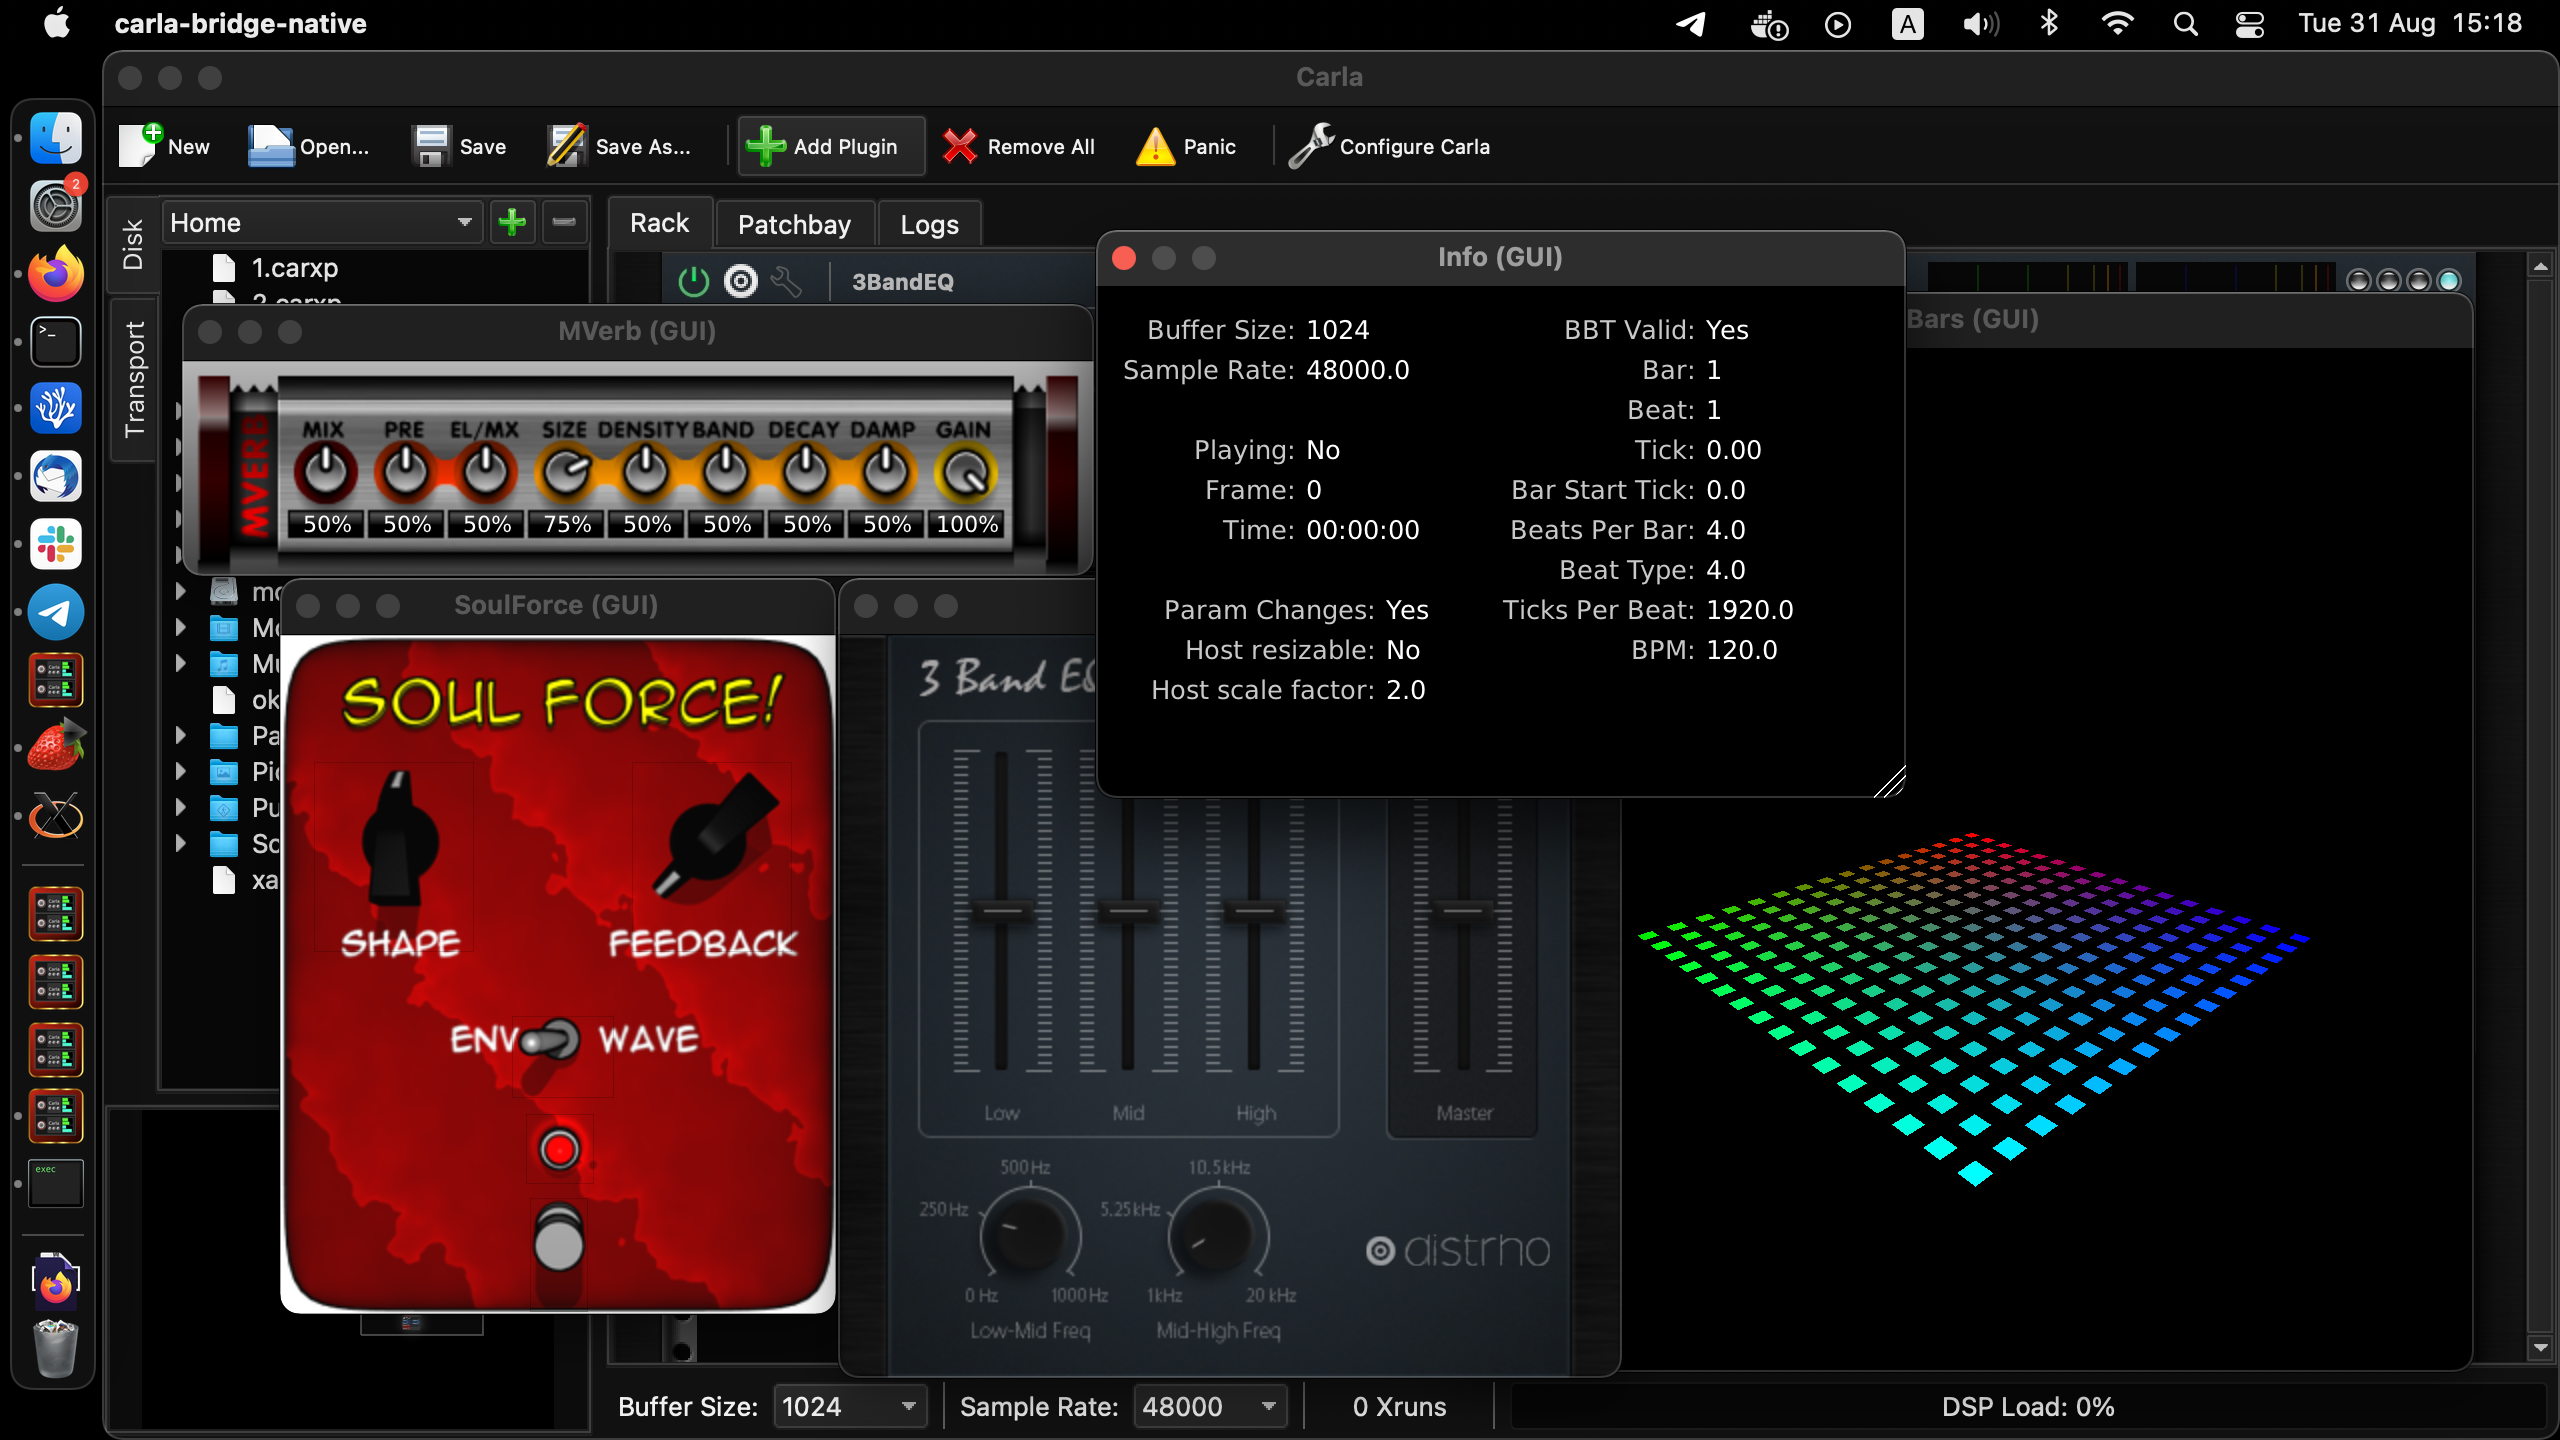 carla-bridge-native
A
Tue 31 Aug 15:18
Carla
New Open... Save Save As... Add Plugin Remove All Panic Configure Carla
2
Disk
Transport
Home
Rack Patchbay Logs
1.carxp
2.carxp
3BandEQ
MVerb (GUI)
MVERB
MIX PRE EL/MX SIZE DENSITY BAND DECAY DAMP GAIN
50% 50% 50% 75% 50% 50% 50% 50% 100%
Info (GUI)
Buffer Size: 1024
Sample Rate: 48000.0
Playing: No
Frame: 0
Time: 00:00:00
Param Changes: Yes
Host resizable: No
Host scale factor: 2.0
BBT Valid: Yes
Bar: 1
Beat: 1
Tick: 0.00
Bar Start Tick: 0.0
Beats Per Bar: 4.0
Beat Type: 4.0
Ticks Per Beat: 1920.0
BPM: 120.0
Bars (GUI)
SoulForce (GUI)
SOUL FORCE!
SHAPE FEEDBACK
ENV WAVE
3 Band EQ
Low Mid High Master
500Hz
250Hz
0 Hz 1000Hz
Low-Mid Freq
10.5kHz
5.25kHz
1kHz 20 kHz
Mid-High Freq
distrho
ok
Pa
Pic
Pu
xa
exec
Buffer Size: 1024 Sample Rate: 48000 0 Xruns DSP Load: 0%